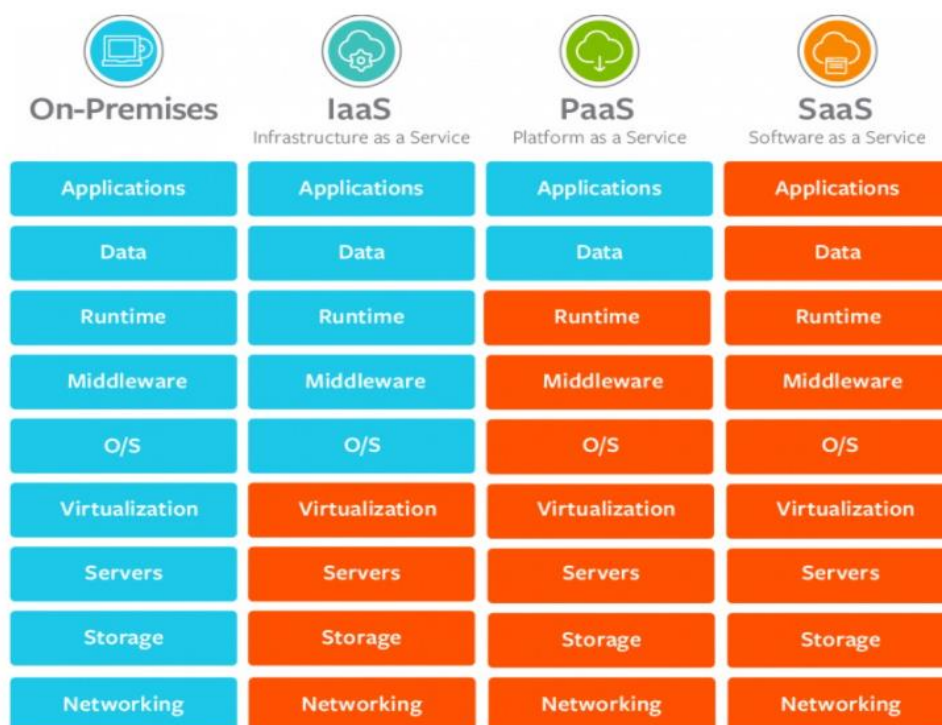 On-Premises IaaS PaaS SaaS
Infrastructure as a Service Platform as a Service Software as a Service
Applications Applications Applications Applications
Data Data Data Data
Runtime Runtime Runtime Runtime
Middleware Middleware Middleware Middleware
O/S O/S O/S O/S
Virtualization Virtualization Virtualization Virtualization
Servers Servers Servers Servers
Storage Storage Storage Storage
Networking Networking Networking Networking